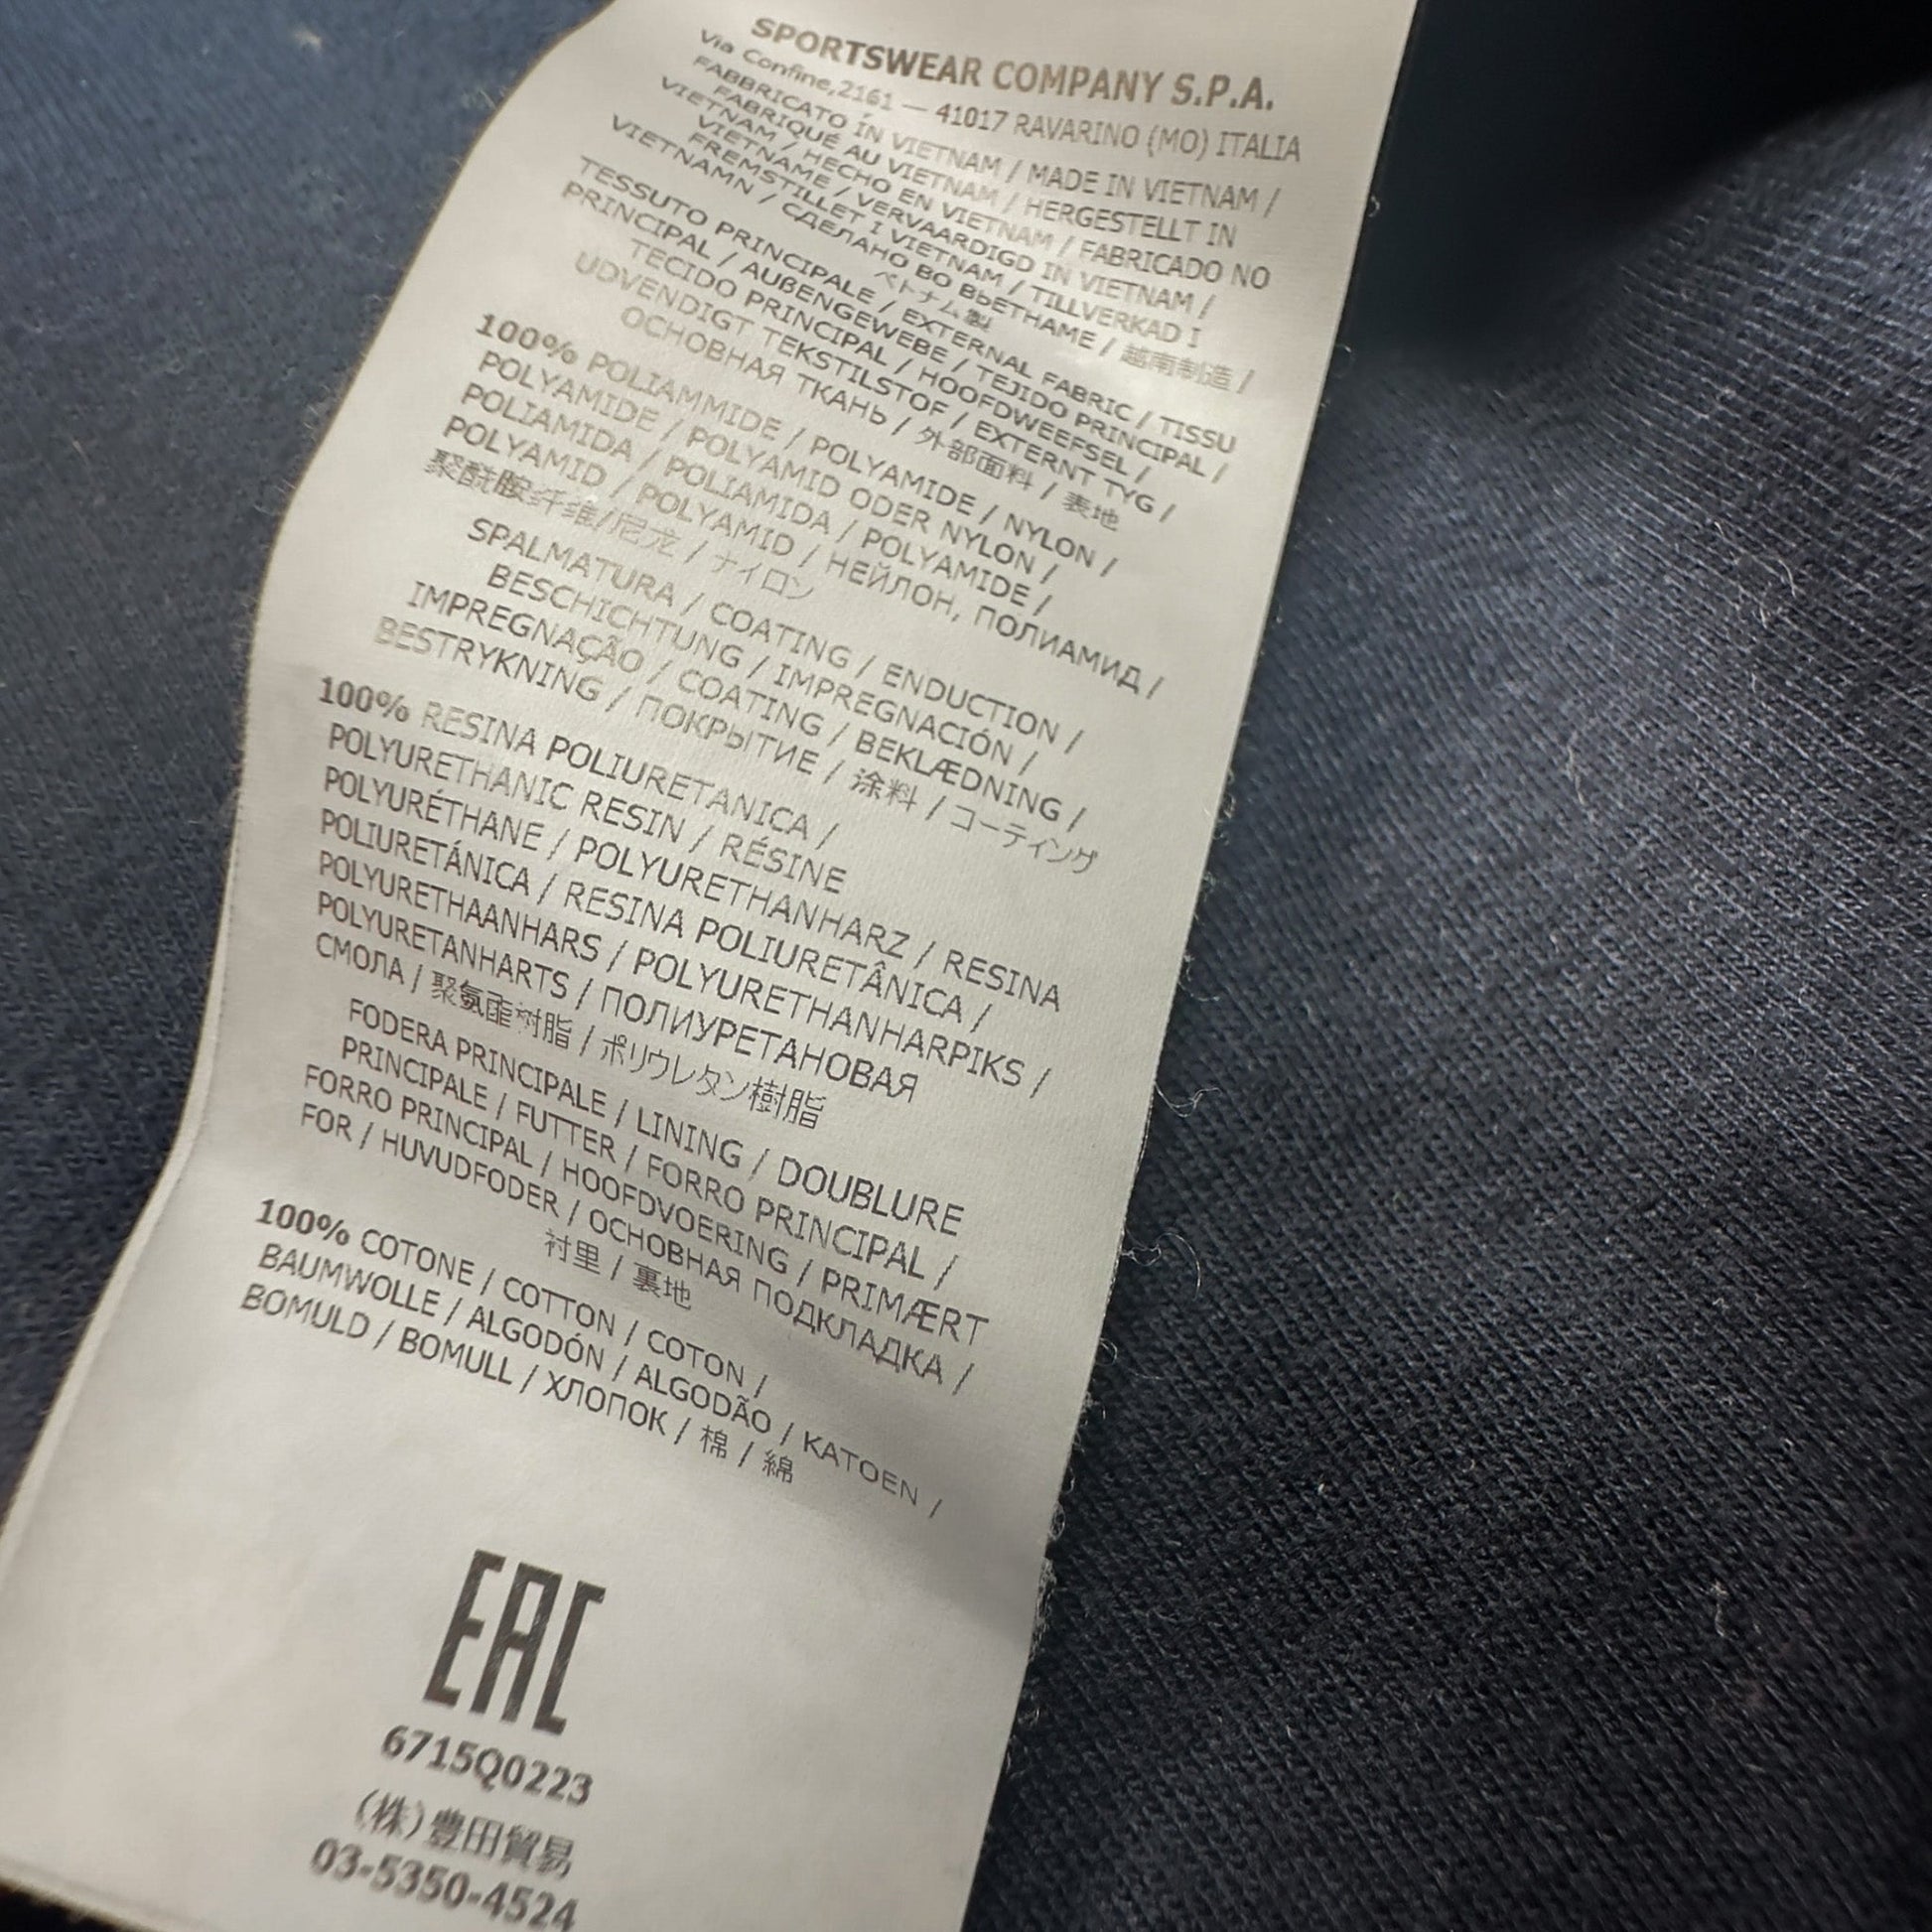 SPORTSWEAR COMPANY S.P.A.
Via Confine,2161 — 41017 RAVARINO (MO) ITALIA
FABBRICATO IN VIETNAM / MADE IN VIETNAM /
FABRIQUÉ AU VIETNAM / HERGESTELLT IN
VIETNAM / HECHO EN VIETNAM / FABRICADO NO
VIETNAME / VERVAARDIGD IN VIETNAM /
FREMSTILLET I VIETNAM / TILLVERKAD I
VIETNAMN / СДЕЛАНО ВО ВЬЕТНАМЕ / 越南制造 /
ベトナム製
TESSUTO PRINCIPALE / EXTERNAL FABRIC / TISSU
PRINCIPAL / AUßENGEWEBE / TEJIDO PRINCIPAL /
TECIDO PRINCIPAL / HOOFDWEEFSEL /
UDVENDIGT TEKSTILSTOF / EXTERNT TYG /
ОСНОВНАЯ ТКАНЬ / 外部面料 / 表地
100% POLIAMMIDE / POLYAMIDE / NYLON /
POLYAMIDE / POLYAMID ODER NYLON /
POLIAMIDA / POLIAMIDA / POLYAMIDE /
POLYAMID / POLYAMID / НЕЙЛОН, ПОЛИАМИД /
聚酰胺纤维/尼龙 / ナイロン
SPALMATURA / COATING / ENDUCTION /
BESCHICHTUNG / IMPREGNACIÓN /
IMPREGNAÇÃO / COATING / BEKLÆDNING /
BESTRYKNING / ПОКРЫТИЕ / 涂料 / コーティング
100% RESINA POLIURETANICA /
POLYURETHANIC RESIN / RÉSINE
POLYURÉTHANE / POLYURETHANHARZ / RESINA
POLIURETÁNICA / RESINA POLIURETÂNICA /
POLYURETHAANHARS / POLYURETHANHARPIKS /
POLYURETANHARTS / ПОЛИУРЕТАНОВАЯ
СМОЛА / 聚氨酯树脂 / ポリウレタン樹脂
FODERA PRINCIPALE / LINING / DOUBLURE
PRINCIPALE / FUTTER / FORRO PRINCIPAL /
FORRO PRINCIPAL / HOOFDVOERING / PRIMÆRT
FOR / HUVUDFODER / ОСНОВНАЯ ПОДКЛАДКА /
衬里 / 裏地
100% COTONE / COTTON / COTON /
BAUMWOLLE / ALGODÓN / ALGODÃO / KATOEN /
BOMULD / BOMULL / ХЛОПОК / 棉 / 綿
EAC
6715Q0223
(株)豊田貿易
03-5350-4524